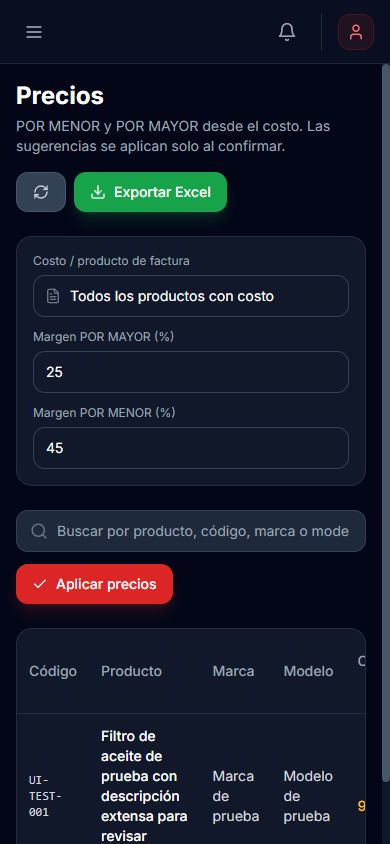 Precios
POR MENOR y POR MAYOR desde el costo. Las
sugerencias se aplican solo al confirmar.
Exportar Excel
Costo / producto de factura
Todos los productos con costo
Margen POR MAYOR (%)
25
Margen POR MENOR (%)
45
Buscar por producto, código, marca o mode
Aplicar precios
Código Producto Marca Modelo
Filtro de
aceite de
prueba con
descripción
extensa para
revisar
UI-
TEST-
001
Marca
de
prueba
Modelo
de
prueba